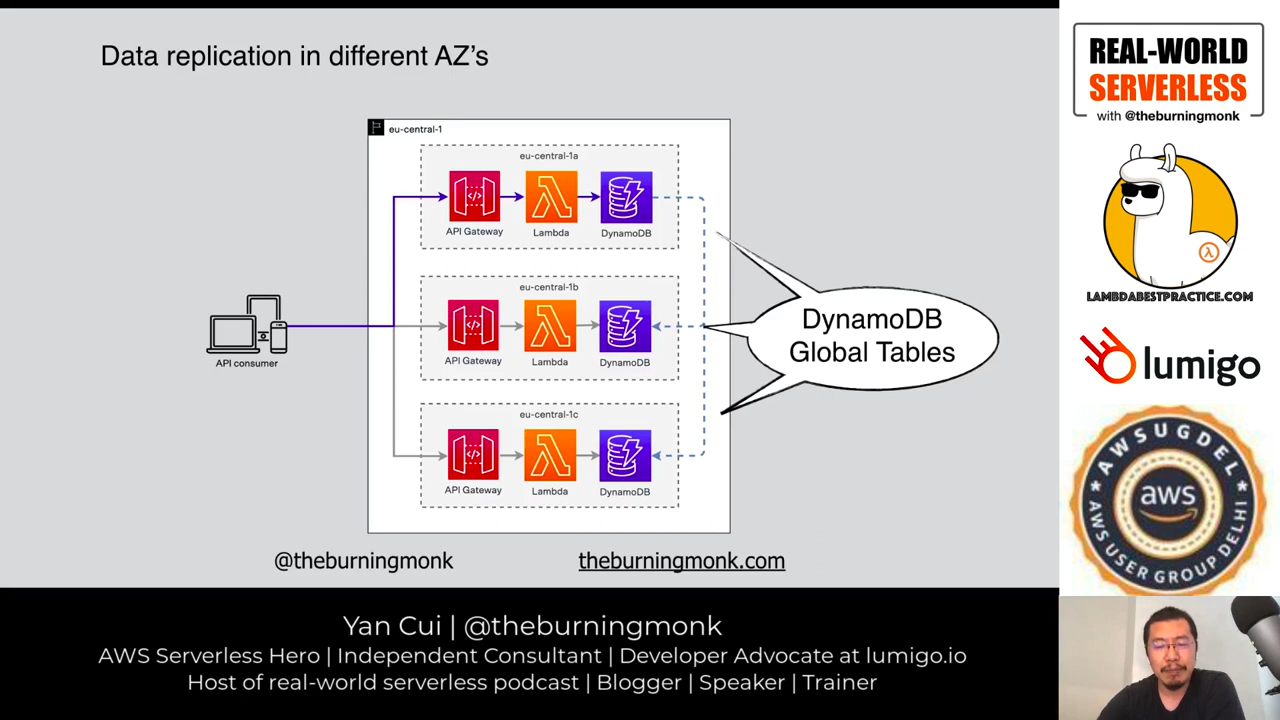 Data replication in different AZ's
eu-central-1
eu-central-1a
API Gateway
Lambda
DynamoDB
eu-central-1b
API Gateway
Lambda
DynamoDB
eu-central-1c
API Gateway
Lambda
DynamoDB
API consumer
DynamoDB
Global Tables
@theburningmonk
theburningmonk.com
Yan Cui | @theburningmonk
AWS Serverless Hero | Independent Consultant | Developer Advocate at lumigo.io
Host of real-world serverless podcast | Blogger | Speaker | Trainer
REAL-WORLD
SERVERLESS
with @theburningmonk
λ
LAMBDABESTPRACTICE.COM
lumigo
AWSUGDEL
aws
AWS USER GROUP DELHI